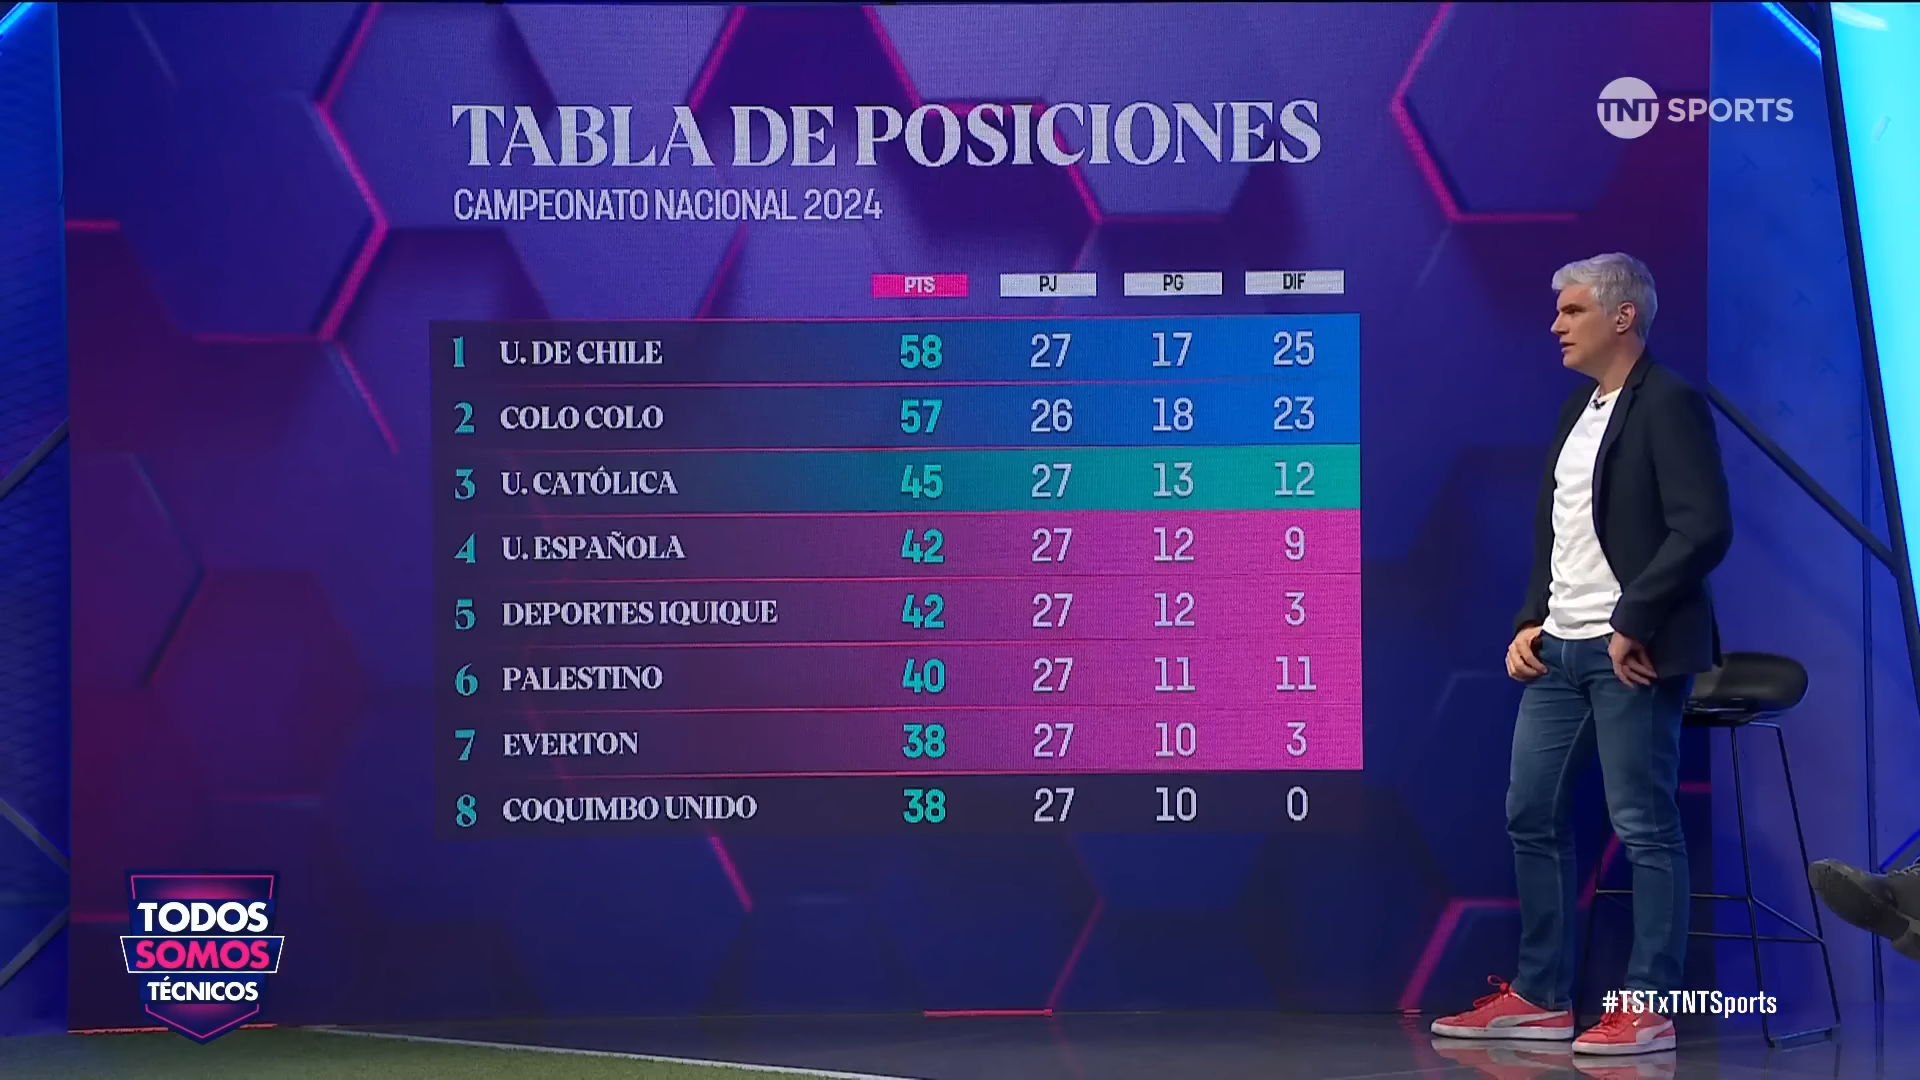 TABLA DE POSICIONES
CAMPEONATO NACIONAL 2024
TNT SPORTS
PTS PJ PG DIF
1 U. DE CHILE 58 27 17 25
2 COLO COLO 57 26 18 23
3 U. CATÓLICA 45 27 13 12
4 U. ESPAÑOLA 42 27 12 9
5 DEPORTES IQUIQUE 42 27 12 3
6 PALESTINO 40 27 11 11
7 EVERTON 38 27 10 3
8 COQUIMBO UNIDO 38 27 10 0
TODOS
SOMOS
TÉCNICOS
#TSTxTNTSports